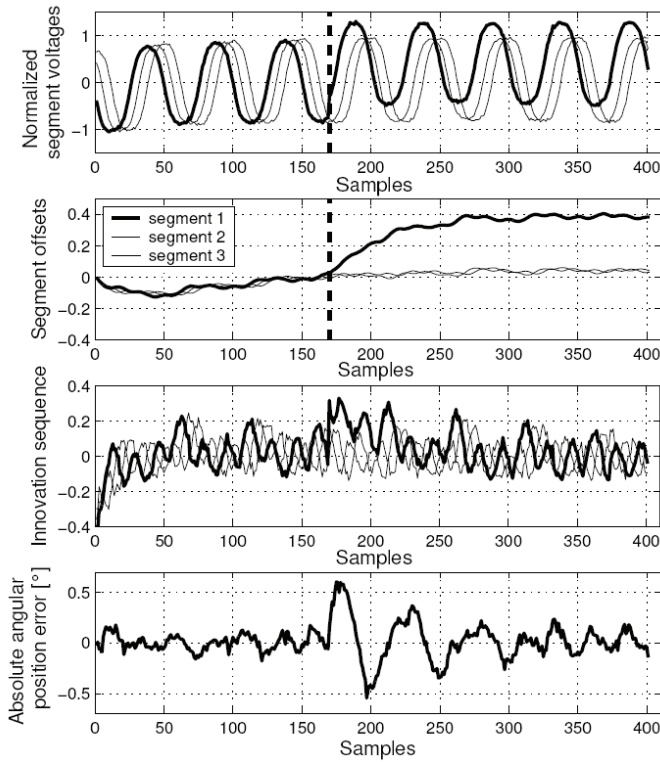 Normalized
segment voltages
1
0
−1
0 50 100 150 200 250 300 350 400
Samples
Segment offsets
0.4
0.2
0
−0.2
−0.4
segment 1
segment 2
segment 3
0 50 100 150 200 250 300 350 400
Samples
Innovation sequence
0.4
0.2
0
−0.2
−0.4
0 50 100 150 200 250 300 350 400
Samples
Absolute angular
position error [°]
0.5
0
−0.5
0 50 100 150 200 250 300 350 400
Samples